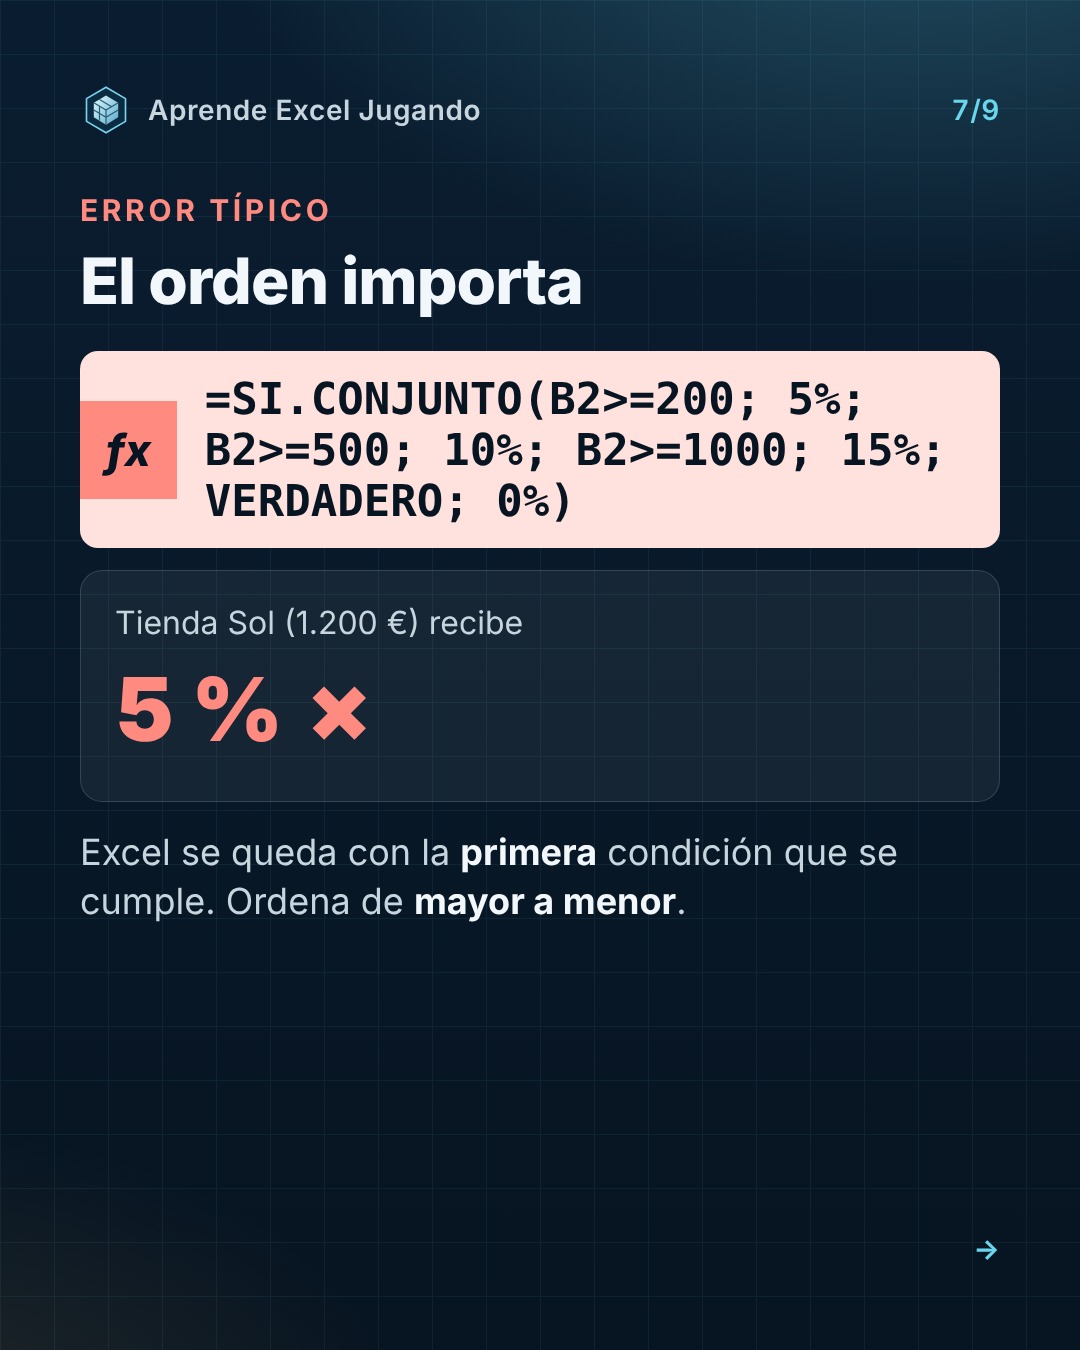 Aprende Excel Jugando
7/9
ERROR TÍPICO
El orden importa
fx
=SI.CONJUNTO(B2>=200; 5%;
B2>=500; 10%; B2>=1000; 15%;
VERDADERO; 0%)
Tienda Sol (1.200 €) recibe
5 % ✖
Excel se queda con la primera condición que se
cumple. Ordena de mayor a menor.
→